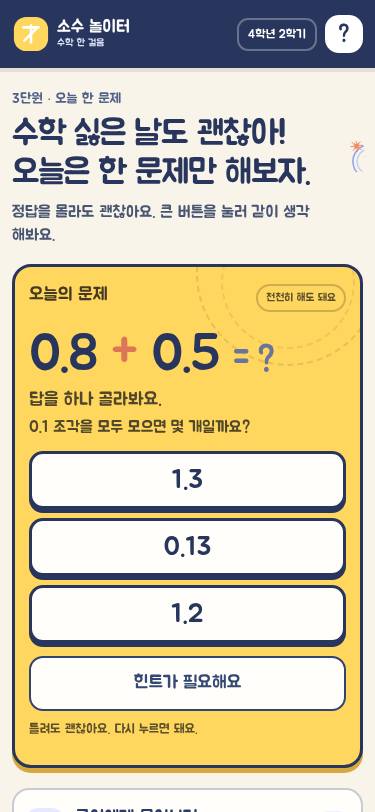 소수 놀이터
수학 한 걸음
4학년 2학기
?
3단원 · 오늘 한 문제
수학 싫은 날도 괜찮아!
오늘은 한 문제만 해보자.
정답을 몰라도 괜찮아요. 큰 버튼을 눌러 같이 생각
해봐요.
오늘의 문제
천천히 해도 돼요
0.8 + 0.5 = ?
답을 하나 골라봐요.
0.1 조각을 모두 모으면 몇 개일까요?
1.3
0.13
1.2
힌트가 필요해요
틀려도 괜찮아요. 다시 누르면 돼요.